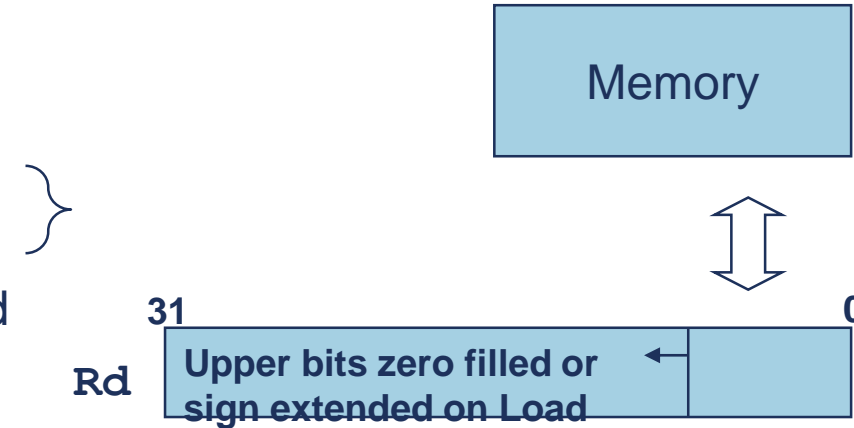 Memory
31
0
Rd
Upper bits zero filled or
sign extended on Load